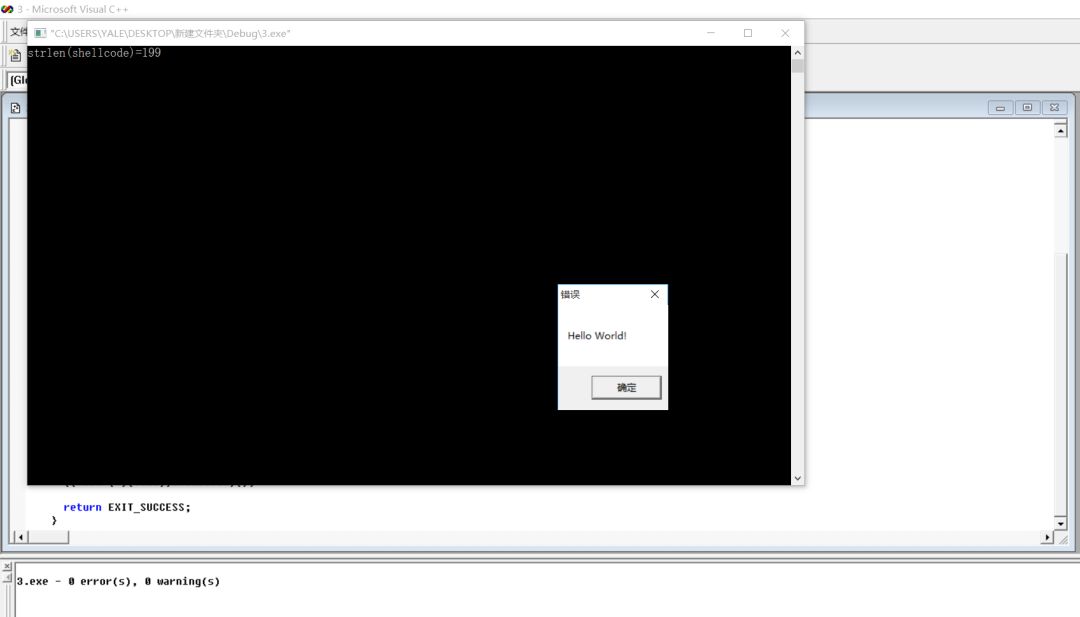 3 - Microsoft Visual C++
文件
"C:\USERS\YALE\DESKTOP\新建文件夹\Debug\3.exe"
strlen(shellcode)=199
[Gl
错误
Hello World!
确定
return EXIT_SUCCESS;
}
3.exe - 0 error(s), 0 warning(s)